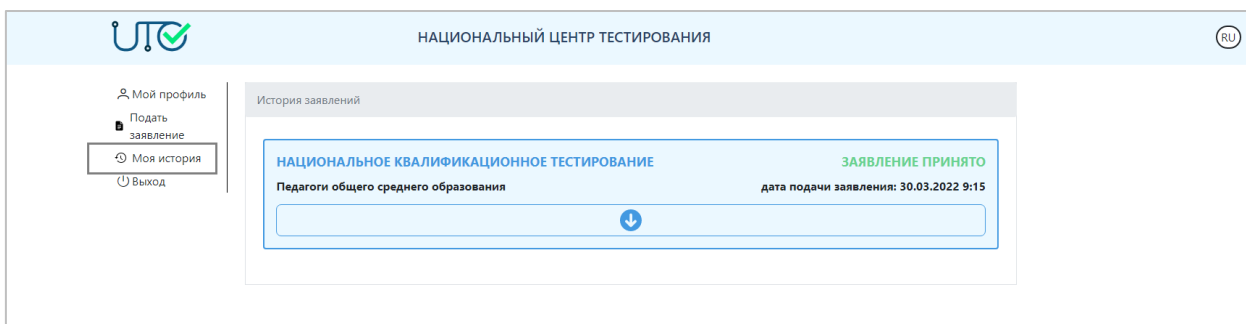 UTC
НАЦИОНАЛЬНЫЙ ЦЕНТР ТЕСТИРОВАНИЯ
RU
Мой профиль
Подать
заявление
Моя история
Выход
История заявлений
НАЦИОНАЛЬНОЕ КВАЛИФИКАЦИОННОЕ ТЕСТИРОВАНИЕ
ЗАЯВЛЕНИЕ ПРИНЯТО
Педагоги общего среднего образования
дата подачи заявления: 30.03.2022 9:15